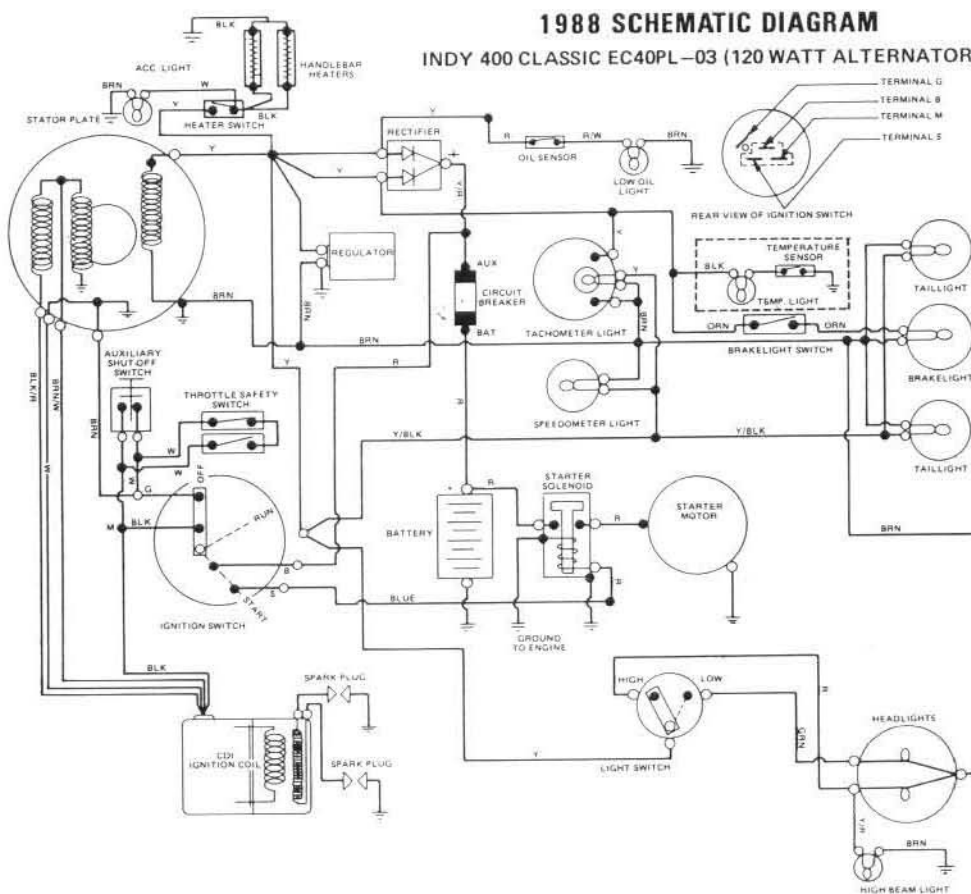 1988 SCHEMATIC DIAGRAM
INDY 400 CLASSIC EC40PL-03 (120 WATT ALTERNATOR
BLK
HANDLEBAR
HEATERS
ACC LIGHT
BRN
W
Y
BLK
STATOR PLATE
HEATER SWITCH
TERMINAL G
TERMINAL B
TERMINAL M
TERMINAL S
REAR VIEW OF IGNITION SWITCH
Y
Y
Y
RECTIFIER
+
Y/R
R
OIL SENSOR
R/W
BRN
LOW OIL
LIGHT
REGULATOR
BRN
BRN
AUX
CIRCUIT
BREAKER
BAT
Y
Y
BRN
TACHOMETER LIGHT
TEMPERATURE
SENSOR
BLK
TEMP. LIGHT
ORN
ORN
BRAKELIGHT SWITCH
TAILLIGHT
BRAKELIGHT
TAILLIGHT
BRN
R
Y
R
SPEEDOMETER LIGHT
Y/BLK
Y/BLK
BRN
AUXILIARY
SHUT-OFF
SWITCH
THROTTLE SAFETY
SWITCH
BLK/R
BRN/W
W
BRN
W
W
W
G
M
BLK
OFF
RUN
START
B
S
IGNITION SWITCH
BLUE
+
BATTERY
R
STARTER
SOLENOID
R
R
STARTER
MOTOR
GROUND
TO ENGINE
BLK
SPARK PLUG
CDI
IGNITION COIL
SPARK PLUG
Y
HIGH
LOW
LIGHT SWITCH
R
GRN
HEADLIGHTS
Y/R
BRN
HIGH BEAM LIGHT